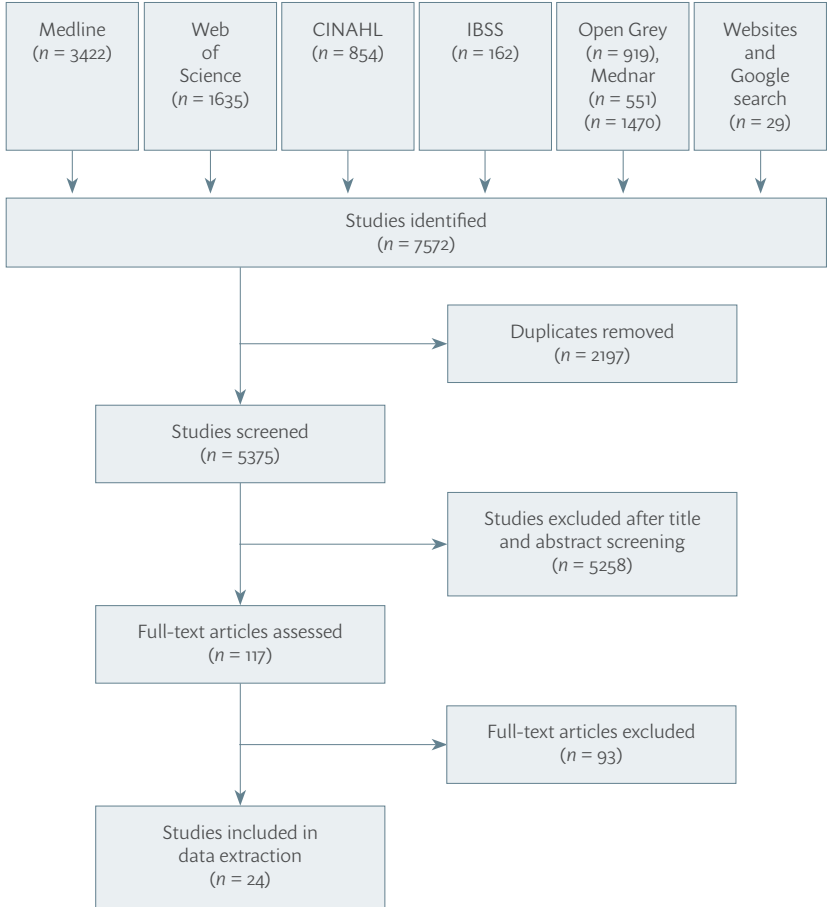 Medline
(n = 3422)
Web
of
Science
(n = 1635)
CINAHL
(n = 854)
IBSS
(n = 162)
Open Grey
(n = 919),
Mednar
(n = 551)
(n = 1470)
Websites
and
Google
search
(n = 29)
Studies identified
(n = 7572)
Duplicates removed
(n = 2197)
Studies screened
(n = 5375)
Studies excluded after title
and abstract screening
(n = 5258)
Full-text articles assessed
(n = 117)
Full-text articles excluded
(n = 93)
Studies included in
data extraction
(n = 24)